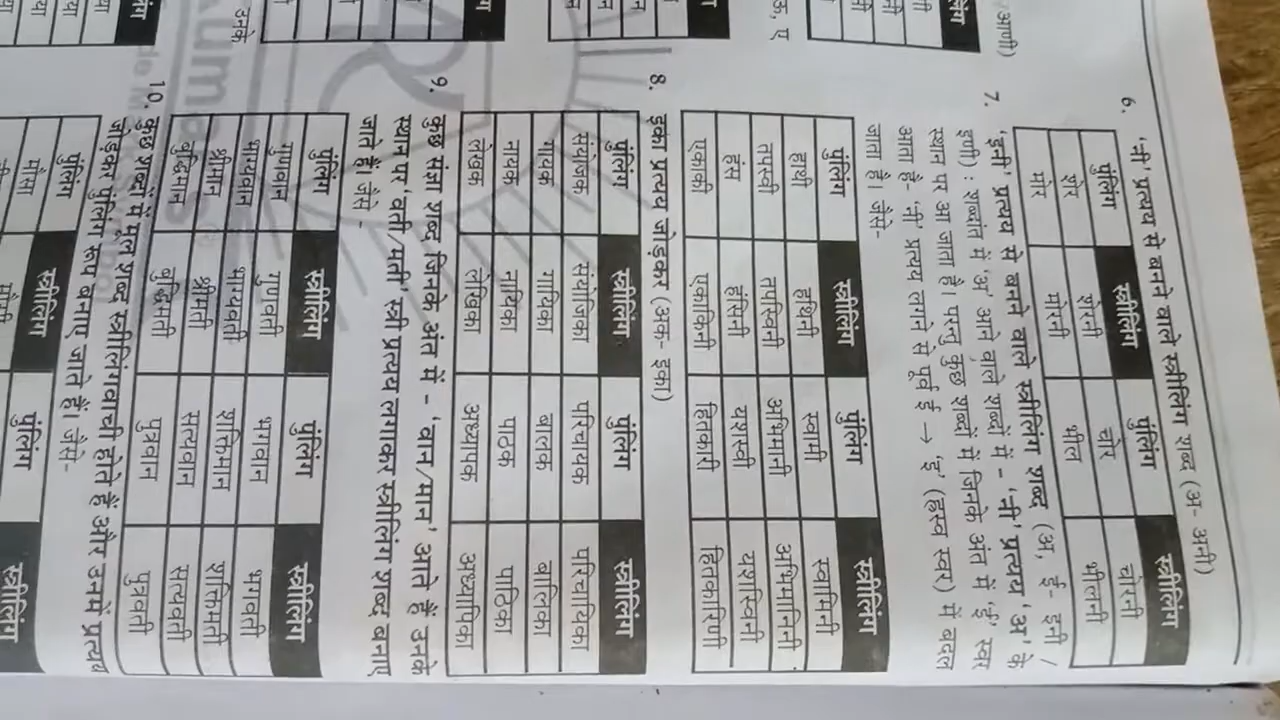 6. '-नी' प्रत्यय से बनने वाले स्त्रीलिंग शब्द (अ- अनी)
पुंलिंग स्त्रीलिंग पुंलिंग स्त्रीलिंग
शेर शेरनी चोर चोरनी
मोर मोरनी भील भीलनी
7. 'इनी' प्रत्यय से बनने वाले स्त्रीलिंग शब्द (अ, ई- इनी /
इणी) : शब्दांत में 'अ' आने वाले शब्दों में - 'नी' प्रत्यय 'अ' के
स्थान पर आ जाता है। परन्तु कुछ शब्दों में जिनके अंत में 'ई' स्वर
आता है- 'नी' प्रत्यय लगने से पूर्व ई → 'इ' (ह्रस्व स्वर) में बदल
जाता है। जैसे-
पुंलिंग स्त्रीलिंग पुंलिंग स्त्रीलिंग
हाथी हथिनी स्वामी स्वामिनी
तपस्वी तपस्विनी अभिमानी अभिमानिनी
हंस हंसिनी यशस्वी यशस्विनी
एकाकी एकाकिनी हितकारी हितकारिणी
8. इका प्रत्यय जोड़कर (अक- इका)
पुंलिंग स्त्रीलिंग पुंलिंग स्त्रीलिंग
संयोजक संयोजिका परिचायक परिचायिका
गायक गायिका बालक बालिका
नायक नायिका पाठक पाठिका
लेखक लेखिका अध्यापक अध्यापिका
9. कुछ संज्ञा शब्द जिनके अंत में - 'वान/मान' आते हैं उनके
स्थान पर 'वती/मती' स्त्री प्रत्यय लगाकर स्त्रीलिंग शब्द बनाए
जाते हैं। जैसे -
पुंलिंग स्त्रीलिंग पुंलिंग स्त्रीलिंग
गुणवान गुणवती भगवान भगवती
भाग्यवान भाग्यवती शक्तिमान शक्तिमती
श्रीमान श्रीमती सत्यवान सत्यवती
बुद्धिमान बुद्धिमती पुत्रवान पुत्रवती
10. कुछ शब्दों में मूल शब्द स्त्रीलिंगवाची होते हैं और उनमें प्रत्यय
जोड़कर पुंलिंग रूप बनाए जाते हैं। जैसे-
पुंलिंग स्त्रीलिंग पुंलिंग स्त्रीलिंग
मौसा मौसी